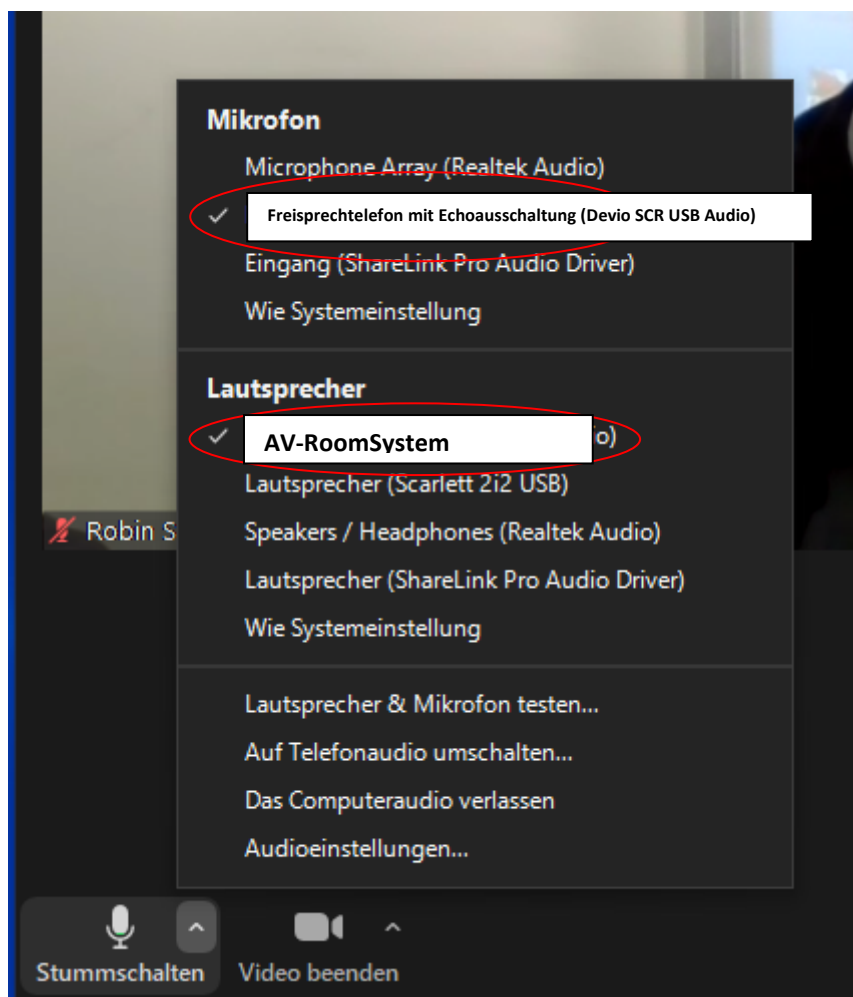 Mikrofon
Microphone Array (Realtek Audio)
Freisprechtelefon mit Echoausschaltung (Devio SCR USB Audio)
Eingang (ShareLink Pro Audio Driver)
Wie Systemeinstellung
Lautsprecher
AV-RoomSystem io)
Lautsprecher (Scarlett 2i2 USB)
Robin S
Speakers / Headphones (Realtek Audio)
Lautsprecher (ShareLink Pro Audio Driver)
Wie Systemeinstellung
Lautsprecher & Mikrofon testen...
Auf Telefonaudio umschalten...
Das Computeraudio verlassen
Audioeinstellungen...
Stummschalten Video beenden